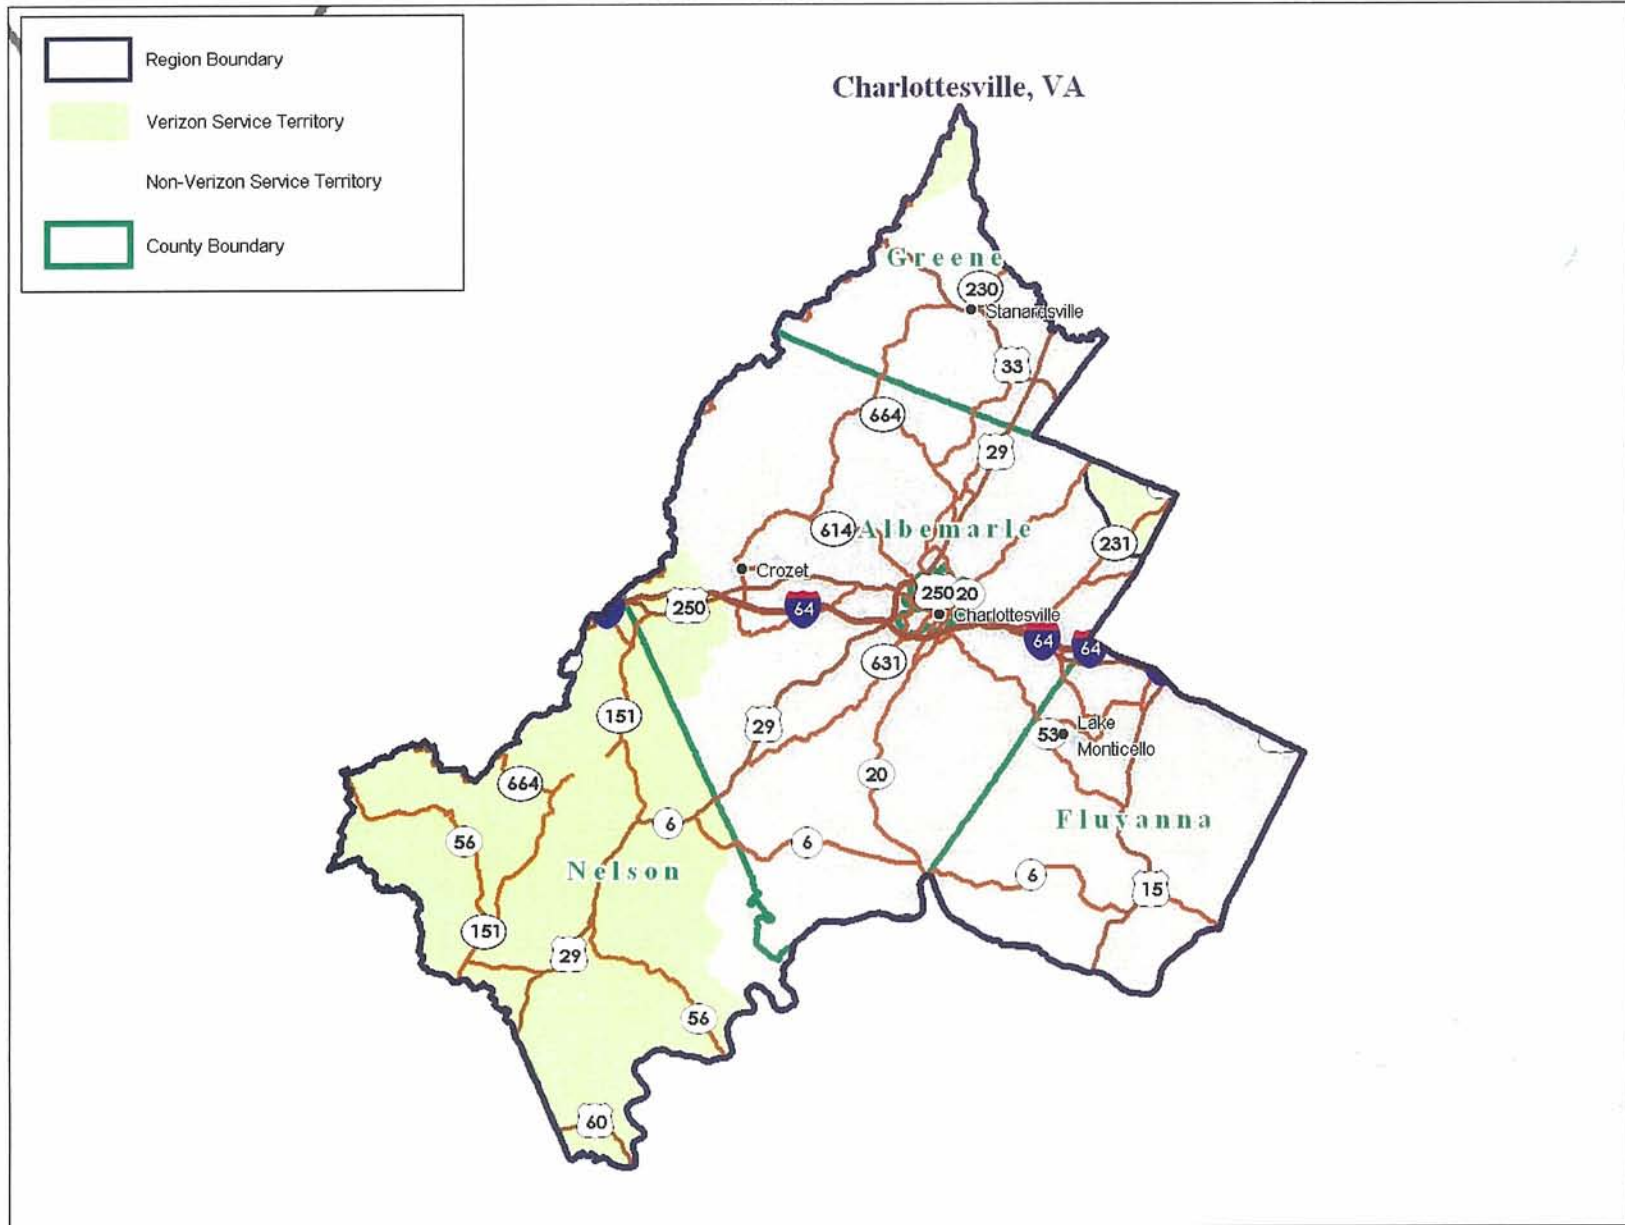 Region Boundary
Verizon Service Territory
Non-Verizon Service Territory
County Boundary
Charlottesville, VA
Greene
230
Stanardsville
33
664
29
614
Albemarle
231
Crozet
250
64
250
20
Charlottesville
64
64
631
151
29
53
Lake
Monticello
664
20
56
6
6
Fluvanna
Nelson
6
15
151
29
56
60